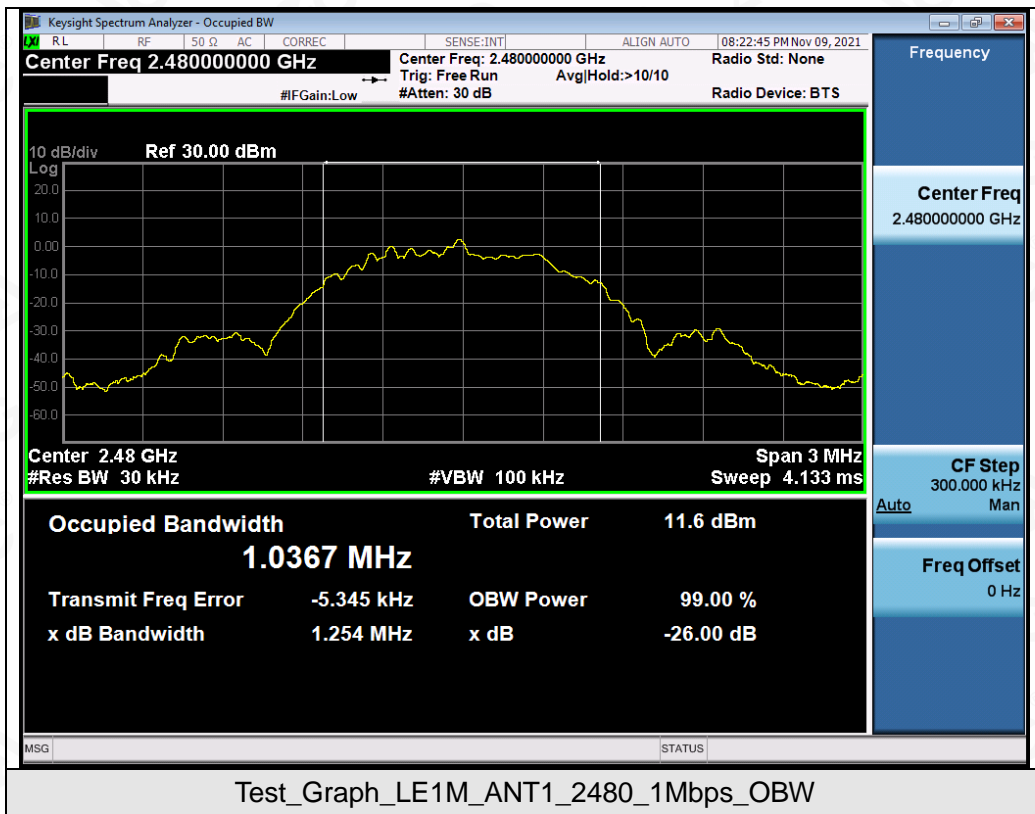 Keysight Spectrum Analyzer - Occupied BW
LXI RL RF 50 Ω AC CORREC SENSE:INT ALIGN AUTO 08:22:45 PM Nov 09, 2021
Center Freq 2.480000000 GHz
Center Freq: 2.480000000 GHz Radio Std: None
Trig: Free Run Avg|Hold:>10/10
#IFGain:Low #Atten: 30 dB Radio Device: BTS
Frequency
10 dB/div Ref 30.00 dBm
Log
20.0
10.0
0.00
-10.0
-20.0
-30.0
-40.0
-50.0
-60.0
Center 2.48 GHz Span 3 MHz
#Res BW 30 kHz #VBW 100 kHz Sweep 4.133 ms
Center Freq
2.480000000 GHz
CF Step
300.000 kHz
Auto Man
Freq Offset
0 Hz
Occupied Bandwidth Total Power 11.6 dBm
1.0367 MHz
Transmit Freq Error -5.345 kHz OBW Power 99.00 %
x dB Bandwidth 1.254 MHz x dB -26.00 dB
MSG STATUS
Test_Graph_LE1M_ANT1_2480_1Mbps_OBW